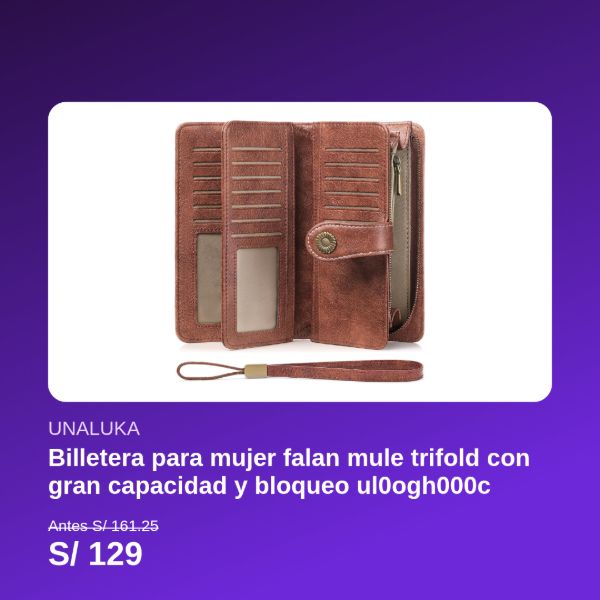 UNALUKA
Billetera para mujer falan mule trifold con
gran capacidad y bloqueo ul0ogh000c
Antes S/ 161.25
S/ 129